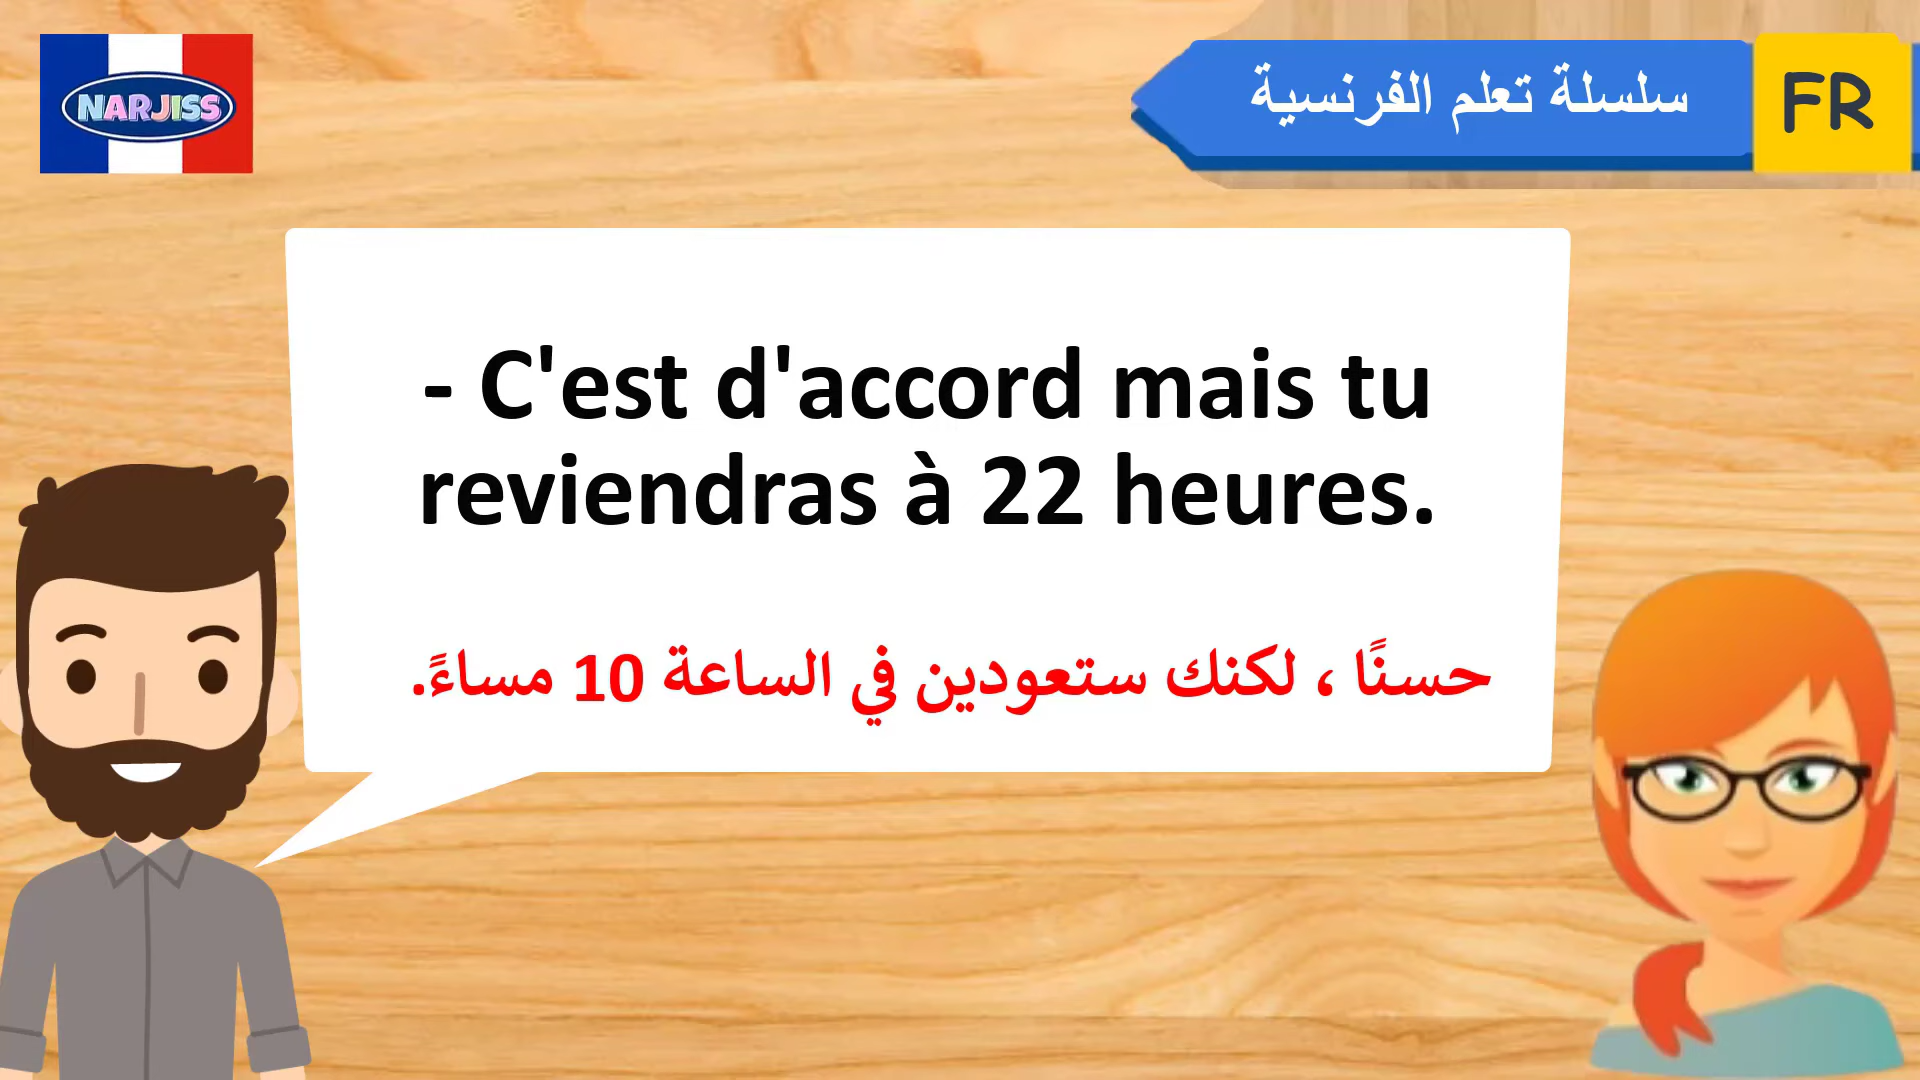 NARJISS
سلسلة تعلم الفرنسية
FR
- C'est d'accord mais tu
reviendras à 22 heures.
حسنًا ، لكنك ستعودين في الساعة 10 مساءً.